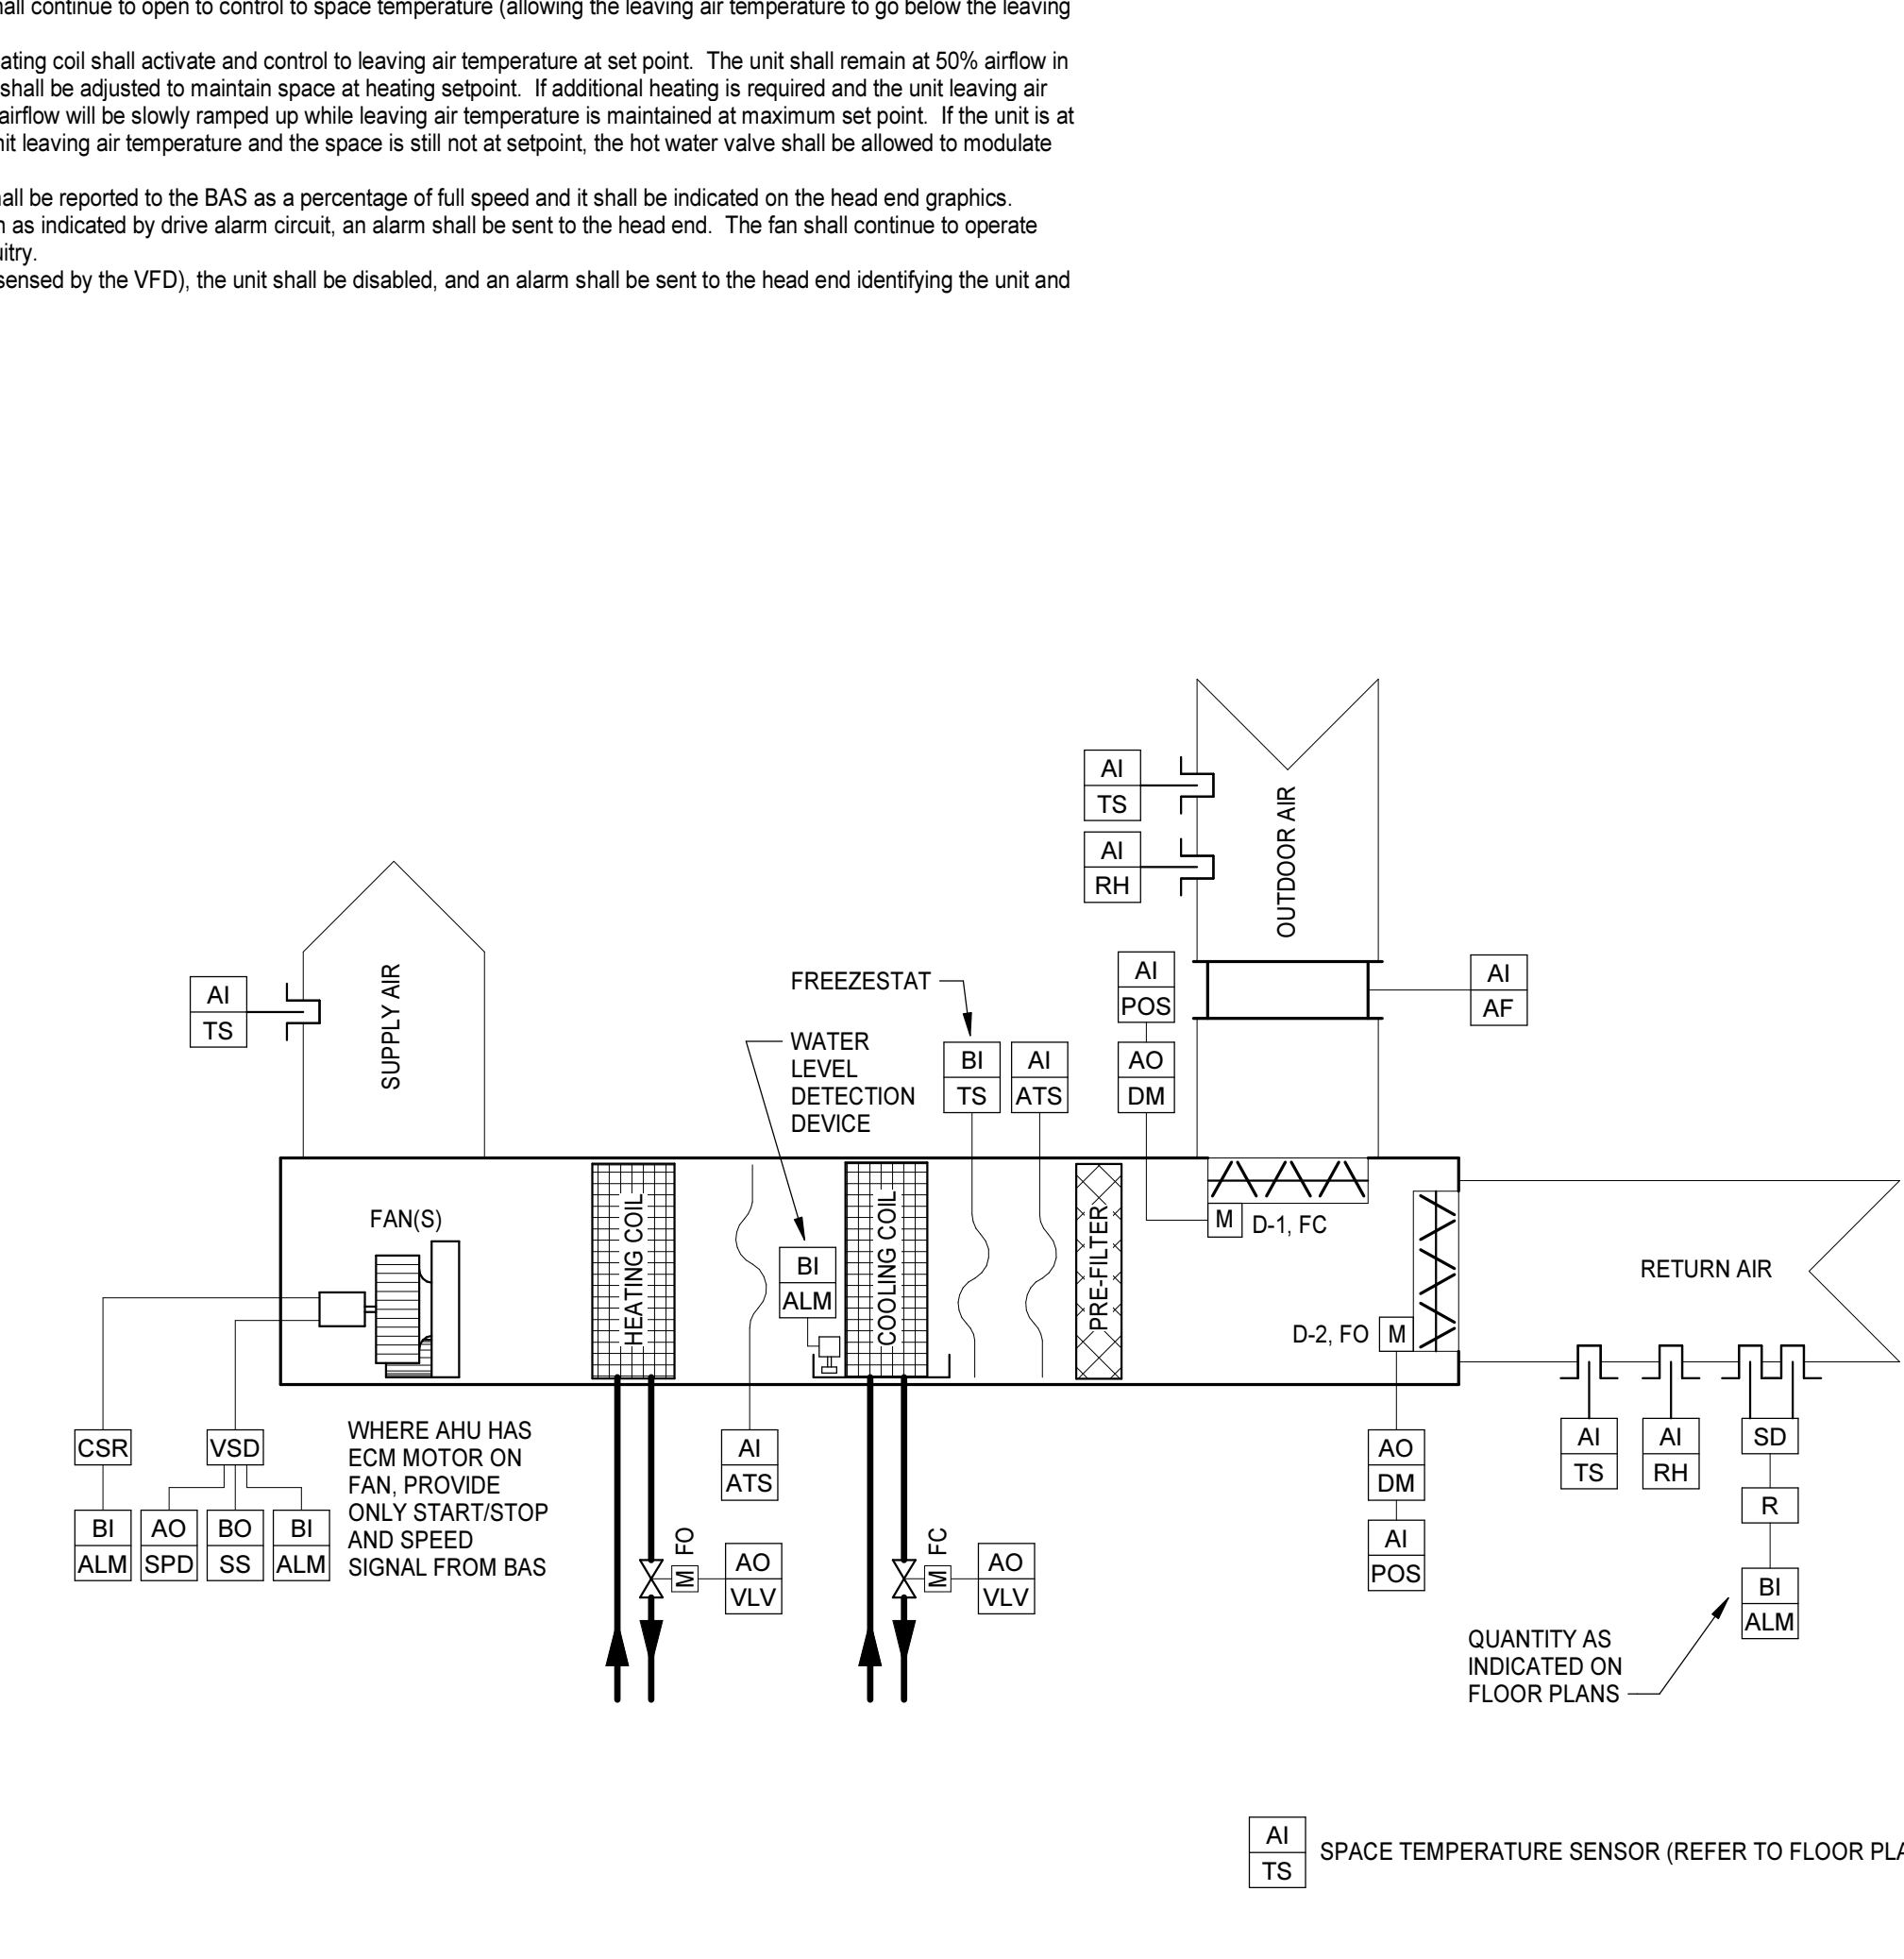 hall continue to open to control to space temperature (allowing the leaving air temperature to go below the leaving
ating coil shall activate and control to leaving air temperature at set point. The unit shall remain at 50% airflow in
shall be adjusted to maintain space at heating setpoint. If additional heating is required and the unit leaving air
airflow will be slowly ramped up while leaving air temperature is maintained at maximum set point. If the unit is at
nit leaving air temperature and the space is still not at setpoint, the hot water valve shall be allowed to modulate
hall be reported to the BAS as a percentage of full speed and it shall be indicated on the head end graphics.
n as indicated by drive alarm circuit, an alarm shall be sent to the head end. The fan shall continue to operate
uitry.
sensed by the VFD), the unit shall be disabled, and an alarm shall be sent to the head end identifying the unit and
AI
TS
AI
RH
OUTDOOR AIR
AI
POS
AO
DM
AI
AF
AI
TS
SUPPLY AIR
FREEZESTAT
WATER
LEVEL
DETECTION
DEVICE
BI
TS
AI
ATS
FAN(S)
HEATING COIL
BI
ALM
COOLING COIL
PRE-FILTER
M
D-1, FC
D-2, FO
M
RETURN AIR
CSR
BI
ALM
VSD
AO
SPD
BO
SS
BI
ALM
WHERE AHU HAS
ECM MOTOR ON
FAN, PROVIDE
ONLY START/STOP
AND SPEED
SIGNAL FROM BAS
AI
ATS
FO
M
AO
VLV
FC
M
AO
VLV
AO
DM
AI
POS
AI
TS
AI
RH
SD
R
BI
ALM
QUANTITY AS
INDICATED ON
FLOOR PLANS
AI
TS
SPACE TEMPERATURE SENSOR (REFER TO FLOOR PLA